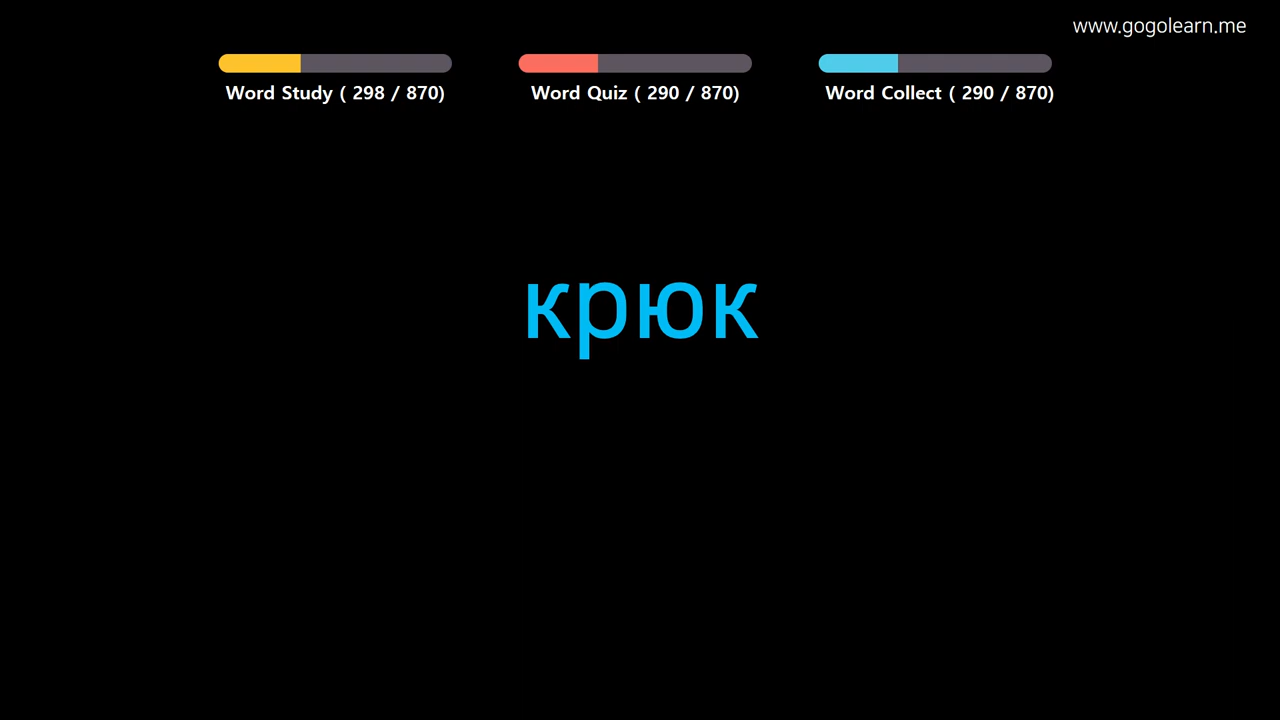 www.gogolearn.me
Word Study ( 298 / 870)
Word Quiz ( 290 / 870)
Word Collect ( 290 / 870)
крюк